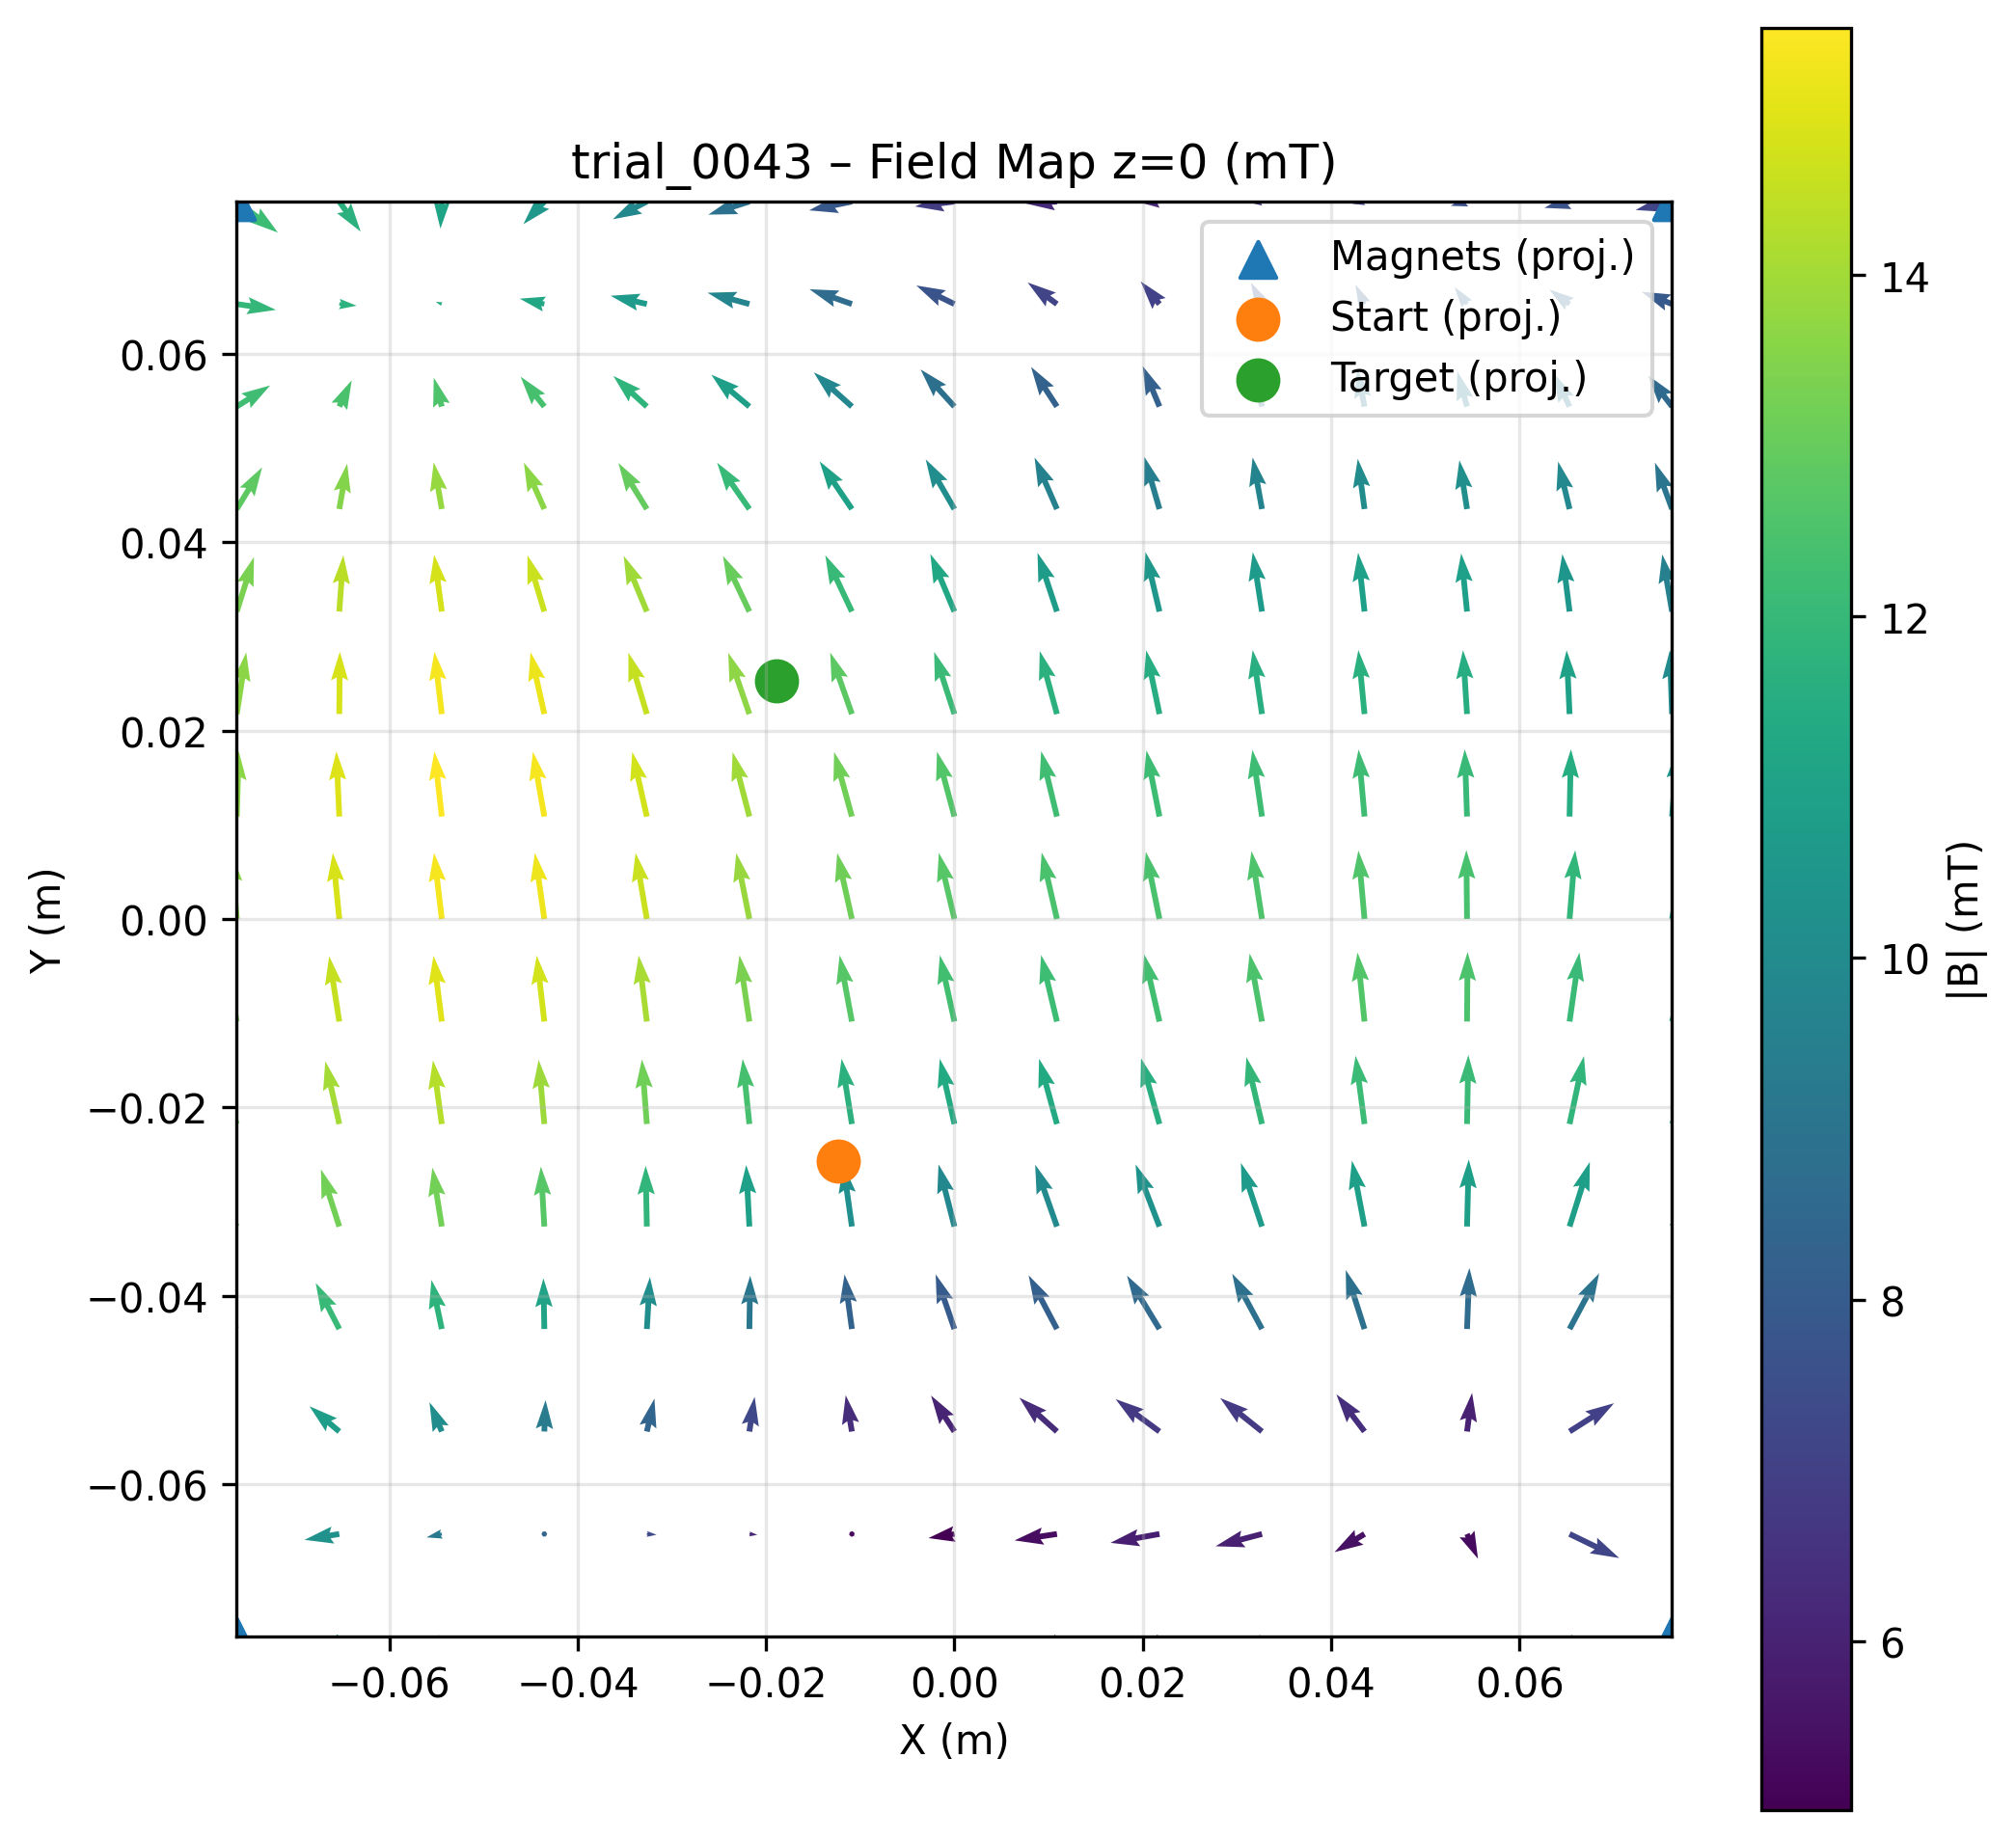 trial_0043 – Field Map z=0 (mT)
Magnets (proj.)
Start (proj.)
Target (proj.)
0.06
0.04
0.02
0.00
−0.02
−0.04
−0.06
Y (m)
−0.06
−0.04
−0.02
0.00
0.02
0.04
0.06
X (m)
14
12
10
8
6
|B| (mT)